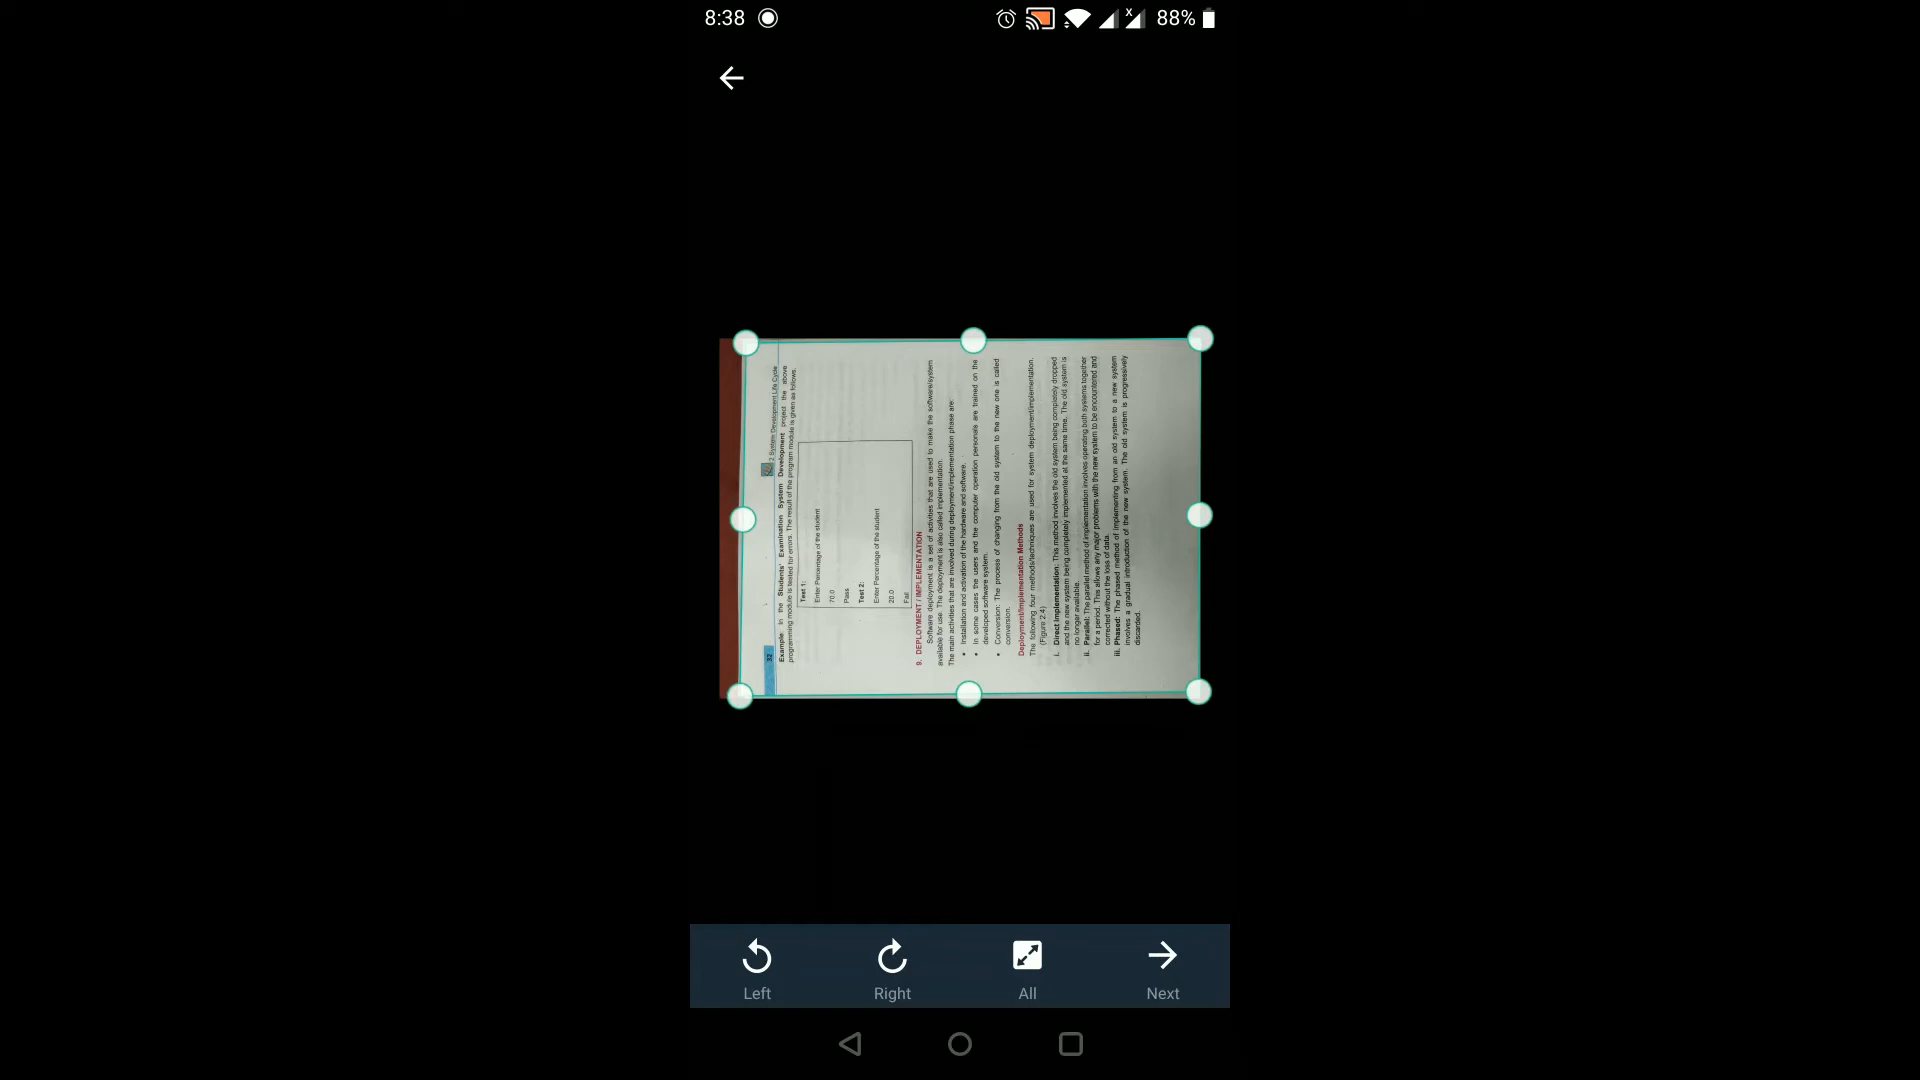 8:38
x
88%
32
2 System Development Life Cycle
Example: In the Students' Examination System Development project the above
programming module is tested for errors. The result of the program module is given as follows.
Test 1:
Enter Percentage of the student
70.0
Pass
Test 2:
Enter Percentage of the student
20.0
Fail
9. DEPLOYMENT / IMPLEMENTATION
Software deployment is a set of activities that are used to make the software/system
available for use. The deployment is also called implementation.
The main activities that are involved during deployment/implementation phase are:
• Installation and activation of the hardware and software.
• In some cases the users and the computer operation personals are trained on the
developed software system.
• Conversion: The process of changing from the old system to the new one is called
conversion.
Deployment/Implementation Methods
The following four methods/techniques are used for system deployment/implementation.
(Figure 2.4)
i. Direct Implementation: This method involves the old system being completely dropped
and the new system being completely implemented at the same time. The old system is
no longer available.
ii. Parallel: The parallel method of implementation involves operating both systems together
for a period. This allows any major problems with the new system to be encountered and
corrected without the loss of data.
iii. Phased: The phased method of implementing from an old system to a new system
involves a gradual introduction of the new system. The old system is progressively
discarded.
Left
Right
All
Next